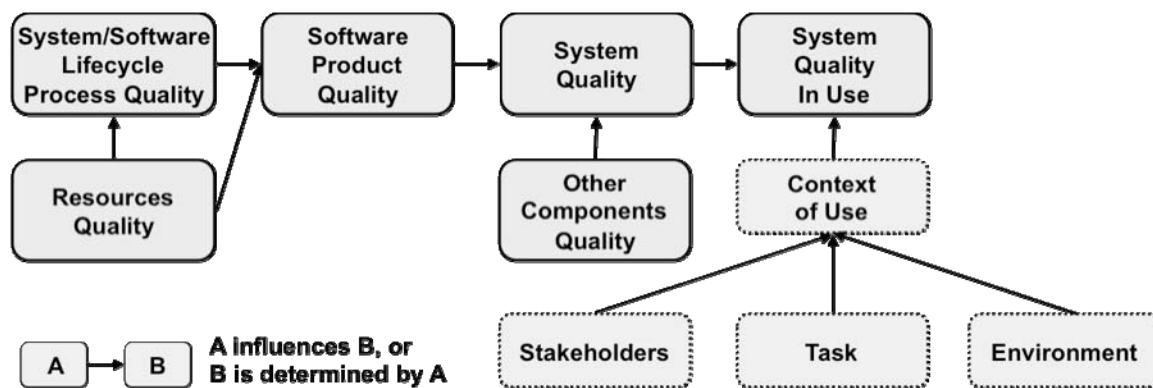 System/Software
Lifecycle
Process Quality
Software
Product
Quality
System
Quality
System
Quality
In Use
Resources
Quality
Other
Components
Quality
Context
of Use
Stakeholders
Task
Environment
A
B
A influences B, or
B is determined by A